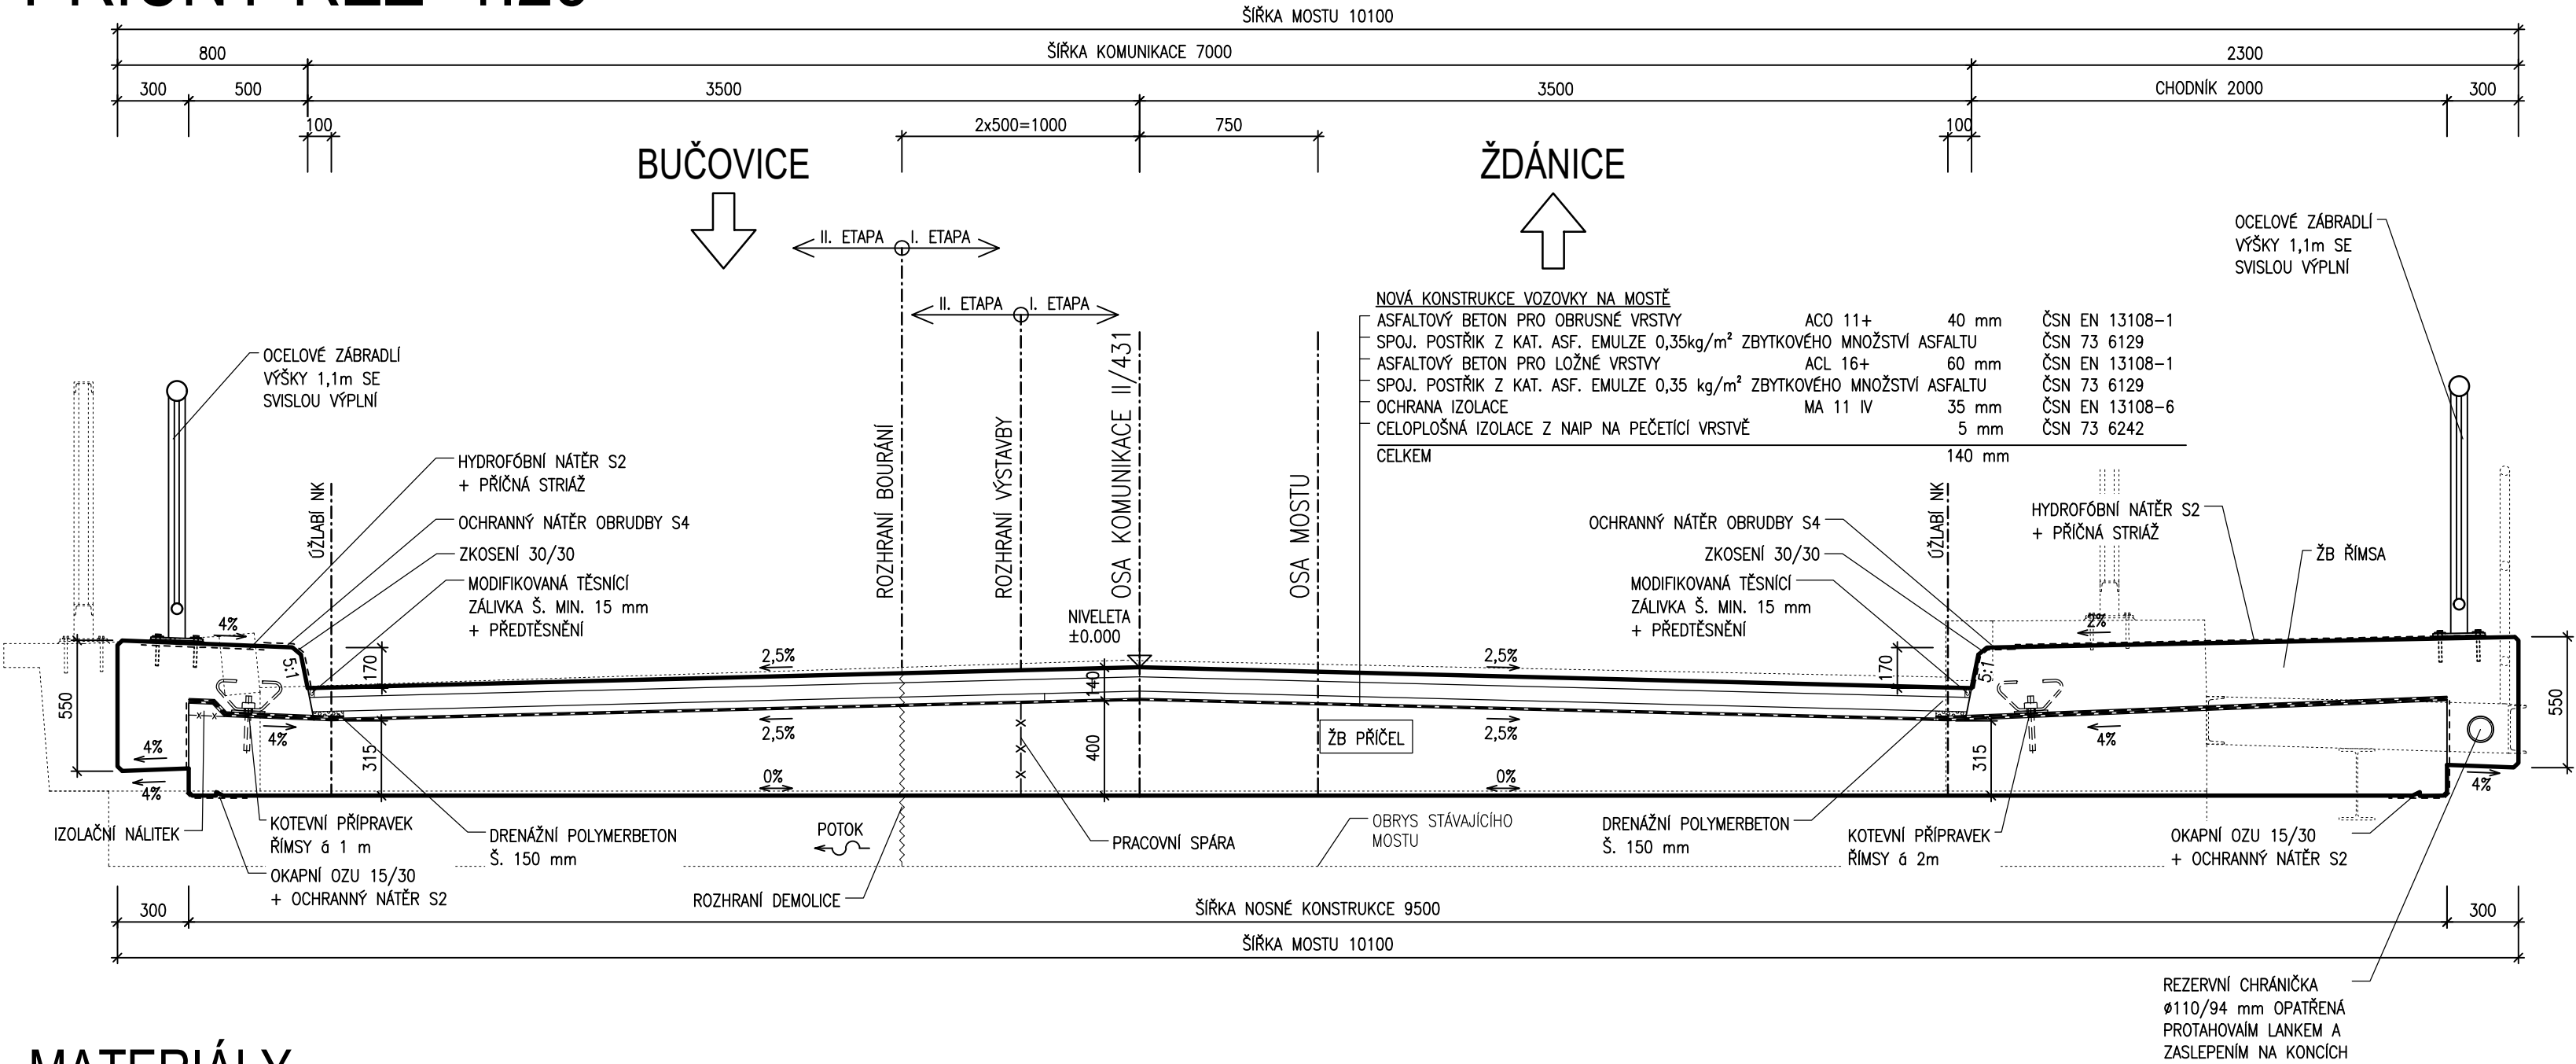 ŠÍŘKA MOSTU 10100
800
ŠÍŘKA KOMUNIKACE 7000
2300
300
500
3500
3500
CHODNÍK 2000
300
100
2x500=1000
750
100
BUČOVICE
ŽDÁNICE
II. ETAPA
I. ETAPA
II. ETAPA
I. ETAPA
OCELOVÉ ZÁBRADLÍ
VÝŠKY 1,1m SE
SVISLOU VÝPLNÍ
OCELOVÉ ZÁBRADLÍ
VÝŠKY 1,1m SE
SVISLOU VÝPLNÍ
NOVÁ KONSTRUKCE VOZOVKY NA MOSTĚ
ASFALTOVÝ BETON PRO OBRUSNÉ VRSTVY ACO 11+ 40 mm ČSN EN 13108-1
SPOJ. POSTŘIK Z KAT. ASF. EMULZE 0,35kg/m² ZBYTKOVÉHO MNOŽSTVÍ ASFALTU ČSN 73 6129
ASFALTOVÝ BETON PRO LOŽNÉ VRSTVY ACL 16+ 60 mm ČSN EN 13108-1
SPOJ. POSTŘIK Z KAT. ASF. EMULZE 0,35 kg/m² ZBYTKOVÉHO MNOŽSTVÍ ASFALTU ČSN 73 6129
OCHRANA IZOLACE MA 11 IV 35 mm ČSN EN 13108-6
CELOPLOŠNÁ IZOLACE Z NAIP NA PEČETÍCÍ VRSTVĚ 5 mm ČSN 73 6242
CELKEM 140 mm
HYDROFÓBNÍ NÁTĚR S2
+ PŘÍČNÁ STRIÁŽ
OCHRANNÝ NÁTĚR OBRUDBY S4
ZKOSENÍ 30/30
MODIFIKOVANÁ TĚSNÍCÍ
ZÁLIVKA Š. MIN. 15 mm
+ PŘEDTĚSNĚNÍ
ÚŽLABÍ NK
ROZHRANÍ BOURÁNÍ
ROZHRANÍ VÝSTAVBY
OSA KOMUNIKACE II/431
OSA MOSTU
NIVELETA
±0.000
OCHRANNÝ NÁTĚR OBRUDBY S4
ZKOSENÍ 30/30
MODIFIKOVANÁ TĚSNÍCÍ
ZÁLIVKA Š. MIN. 15 mm
+ PŘEDTĚSNĚNÍ
ÚŽLABÍ NK
HYDROFÓBNÍ NÁTĚR S2
+ PŘÍČNÁ STRIÁŽ
ŽB ŘÍMSA
4%
5:1
170
2,5%
140
2,5%
170
5:1
2%
550
4%
4%
4%
315
2,5%
0%
400
ŽB PŘÍČEL
2,5%
0%
315
4%
4%
550
IZOLAČNÍ NÁLITEK
KOTEVNÍ PŘÍPRAVEK
ŘÍMSY á 1 m
OKAPNÍ OZU 15/30
+ OCHRANNÝ NÁTĚR S2
DRENÁŽNÍ POLYMERBETON
Š. 150 mm
POTOK
ROZHRANÍ DEMOLICE
PRACOVNÍ SPÁRA
OBRYS STÁVAJÍCÍHO
MOSTU
DRENÁŽNÍ POLYMERBETON
Š. 150 mm
KOTEVNÍ PŘÍPRAVEK
ŘÍMSY á 2m
OKAPNÍ OZU 15/30
+ OCHRANNÝ NÁTĚR S2
300
ŠÍŘKA NOSNÉ KONSTRUKCE 9500
300
ŠÍŘKA MOSTU 10100
REZERVNÍ CHRÁNIČKA
ø110/94 mm OPATŘENÁ
PROTAHOVAÍM LANKEM A
ZASLEPENÍM NA KONCÍCH
MATERIÁLY